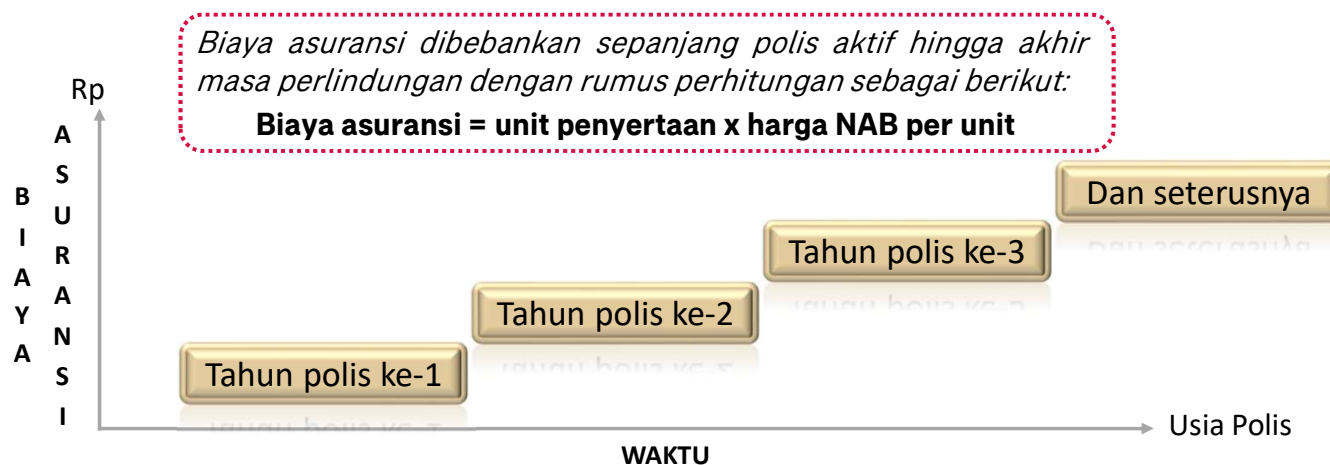 Biaya asuransi dibebankan sepanjang polis aktif hingga akhir
masa perlindungan dengan rumus perhitungan sebagai berikut:
Biaya asuransi = unit penyertaan x harga NAB per unit
Rp
BIAYA
ASURANSI
Dan seterusnya
Tahun polis ke-3
Tahun polis ke-2
Tahun polis ke-1
Usia Polis
WAKTU